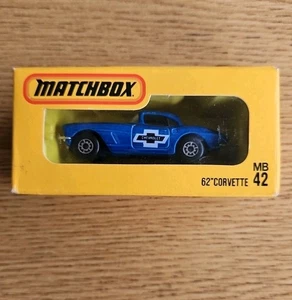 MATCHBOX
CHEVROLET
MB
62"CORVETTE 42